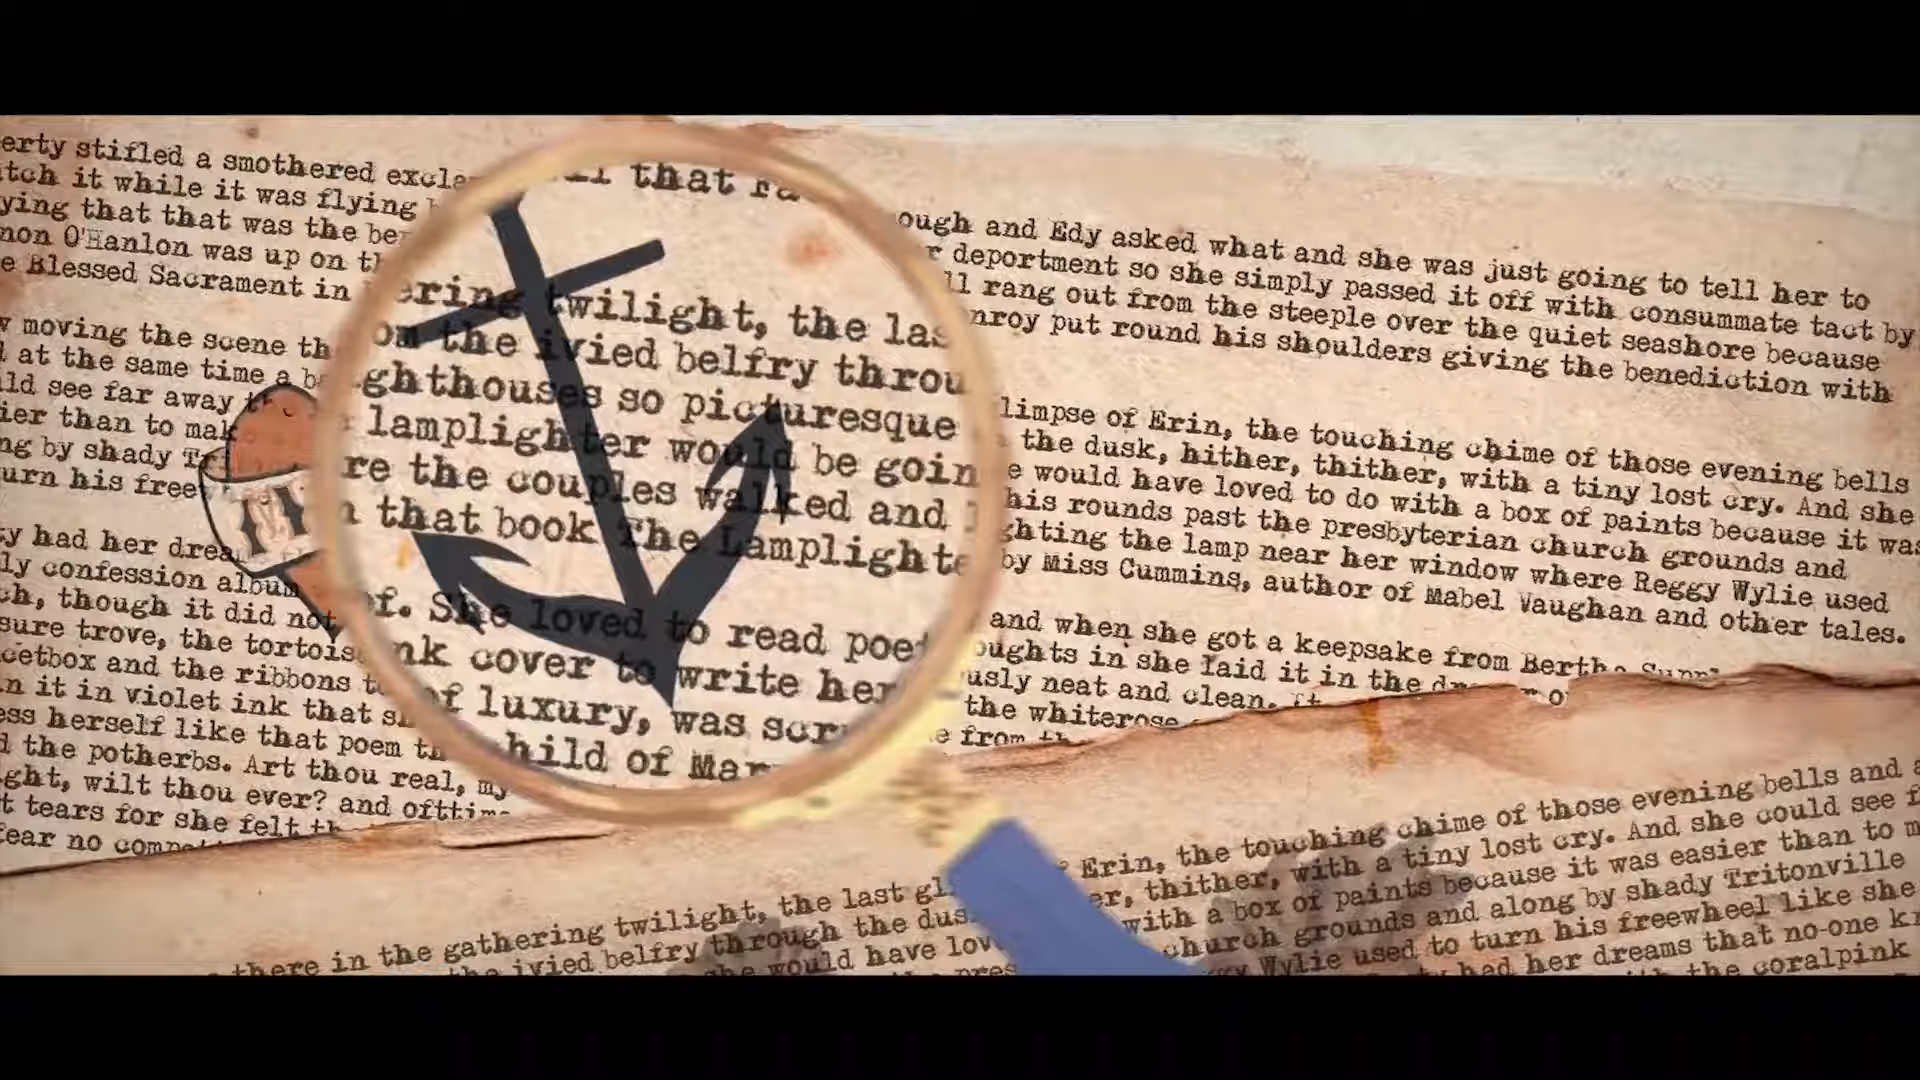 erty stifled a smothered
tch it while it was flying
ying that that was the
non O'Hanlon was up on
e Blessed Sacrament in
moving the scene
at the same time a
ld see far away
ier than to
ng by shady
urn his free
y had her
ly confession album
ch, though it did not
sure trove, the
cetbox and the ribbons
n it in violet ink that
ess herself like that poem
d the potherbs. Art thou real, my
ght, wilt thou ever? and
t tears for she felt
ear no
that
ering twilight, the las
om the ivied belfry throu
ghthouses so picturesque
lamplighter would be goin
re the couples walked and
that book The Lamplighte
of. She loved to read poet
nk cover to write her
of luxury, was
hild of Mar
ough and Edy asked what and she was just going to tell her to
r deportment so she simply passed it off with consummate tact by
ll rang out from the steeple over the quiet seashore because
nroy put round his shoulders giving the benediction with
limpse of Erin, the touching chime of those evening bells
the dusk, hither, thither, with a tiny lost cry. And she
e would have loved to do with a box of paints because it was
his rounds past the presbyterian church grounds and
ghting the lamp near her window where Reggy Wylie used
by Miss Cummins, author of Mabel Vaughan and other tales.
and when she got a keepsake from
oughts in she laid it in the
usly neat and clean. It
the whiterose
e from
Erin, the touching chime of those evening bells and
there in the gathering twilight, the last gl
er, thither, with a tiny lost cry. And she could see f
ivied belfry through the dus
with a box of paints because it was easier than to m
she would have lov
church grounds and along by shady Tritonville
Wylie used to turn his freewheel like she
had her dreams that no-one
the coralpink